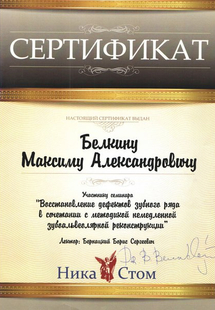 СЕРТИФИКАТ
НАСТОЯЩИЙ СЕРТИФИКАТ ВЫДАН
Белкину
Максиму Александровичу
Участнику семинара
"Восстановление дефектов зубного ряда
в сочетании с методикой немедленной
зубоальвеолярной реконструкции"
Лектор: Бернацкий Борис Сергеевич
Ника Стом